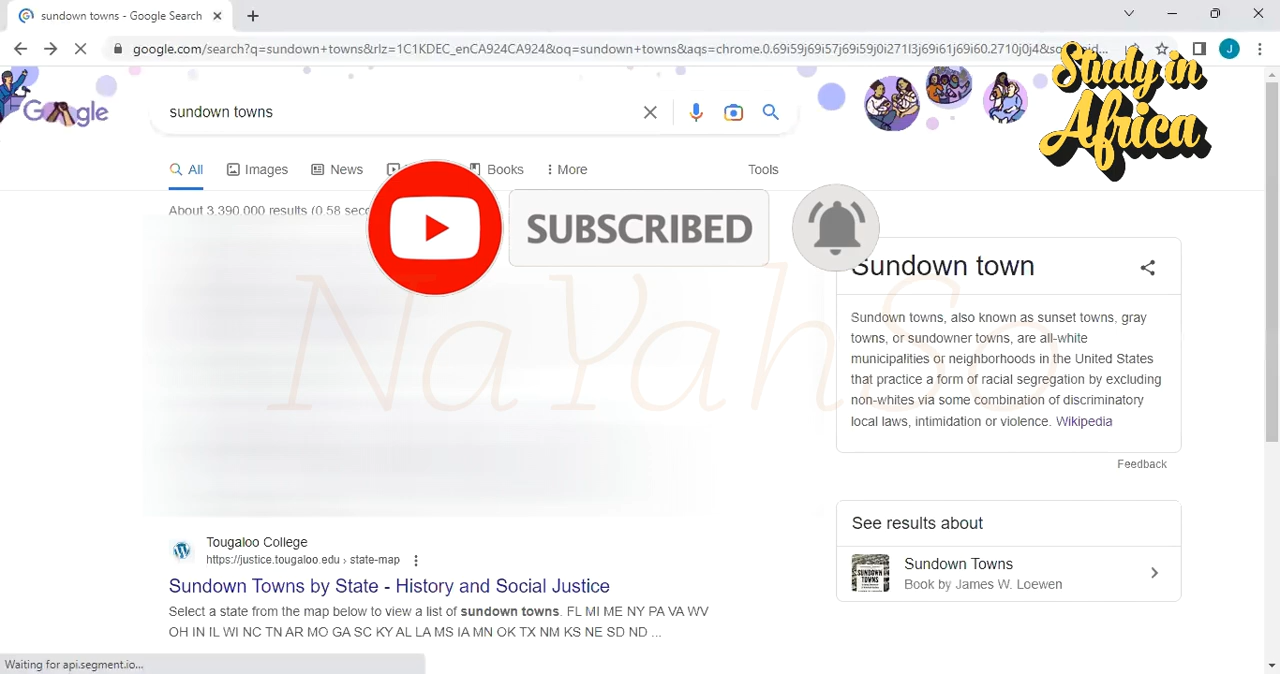 sundown towns - Google Search
google.com/search?q=sundown+towns&rlz=1C1KDEC_enCA924CA924&oq=sundown+towns&aqs=chrome.0.69i59j69i57j69i59j0i271l3j69i61j69i60.2710j0j4&
J
Study in
Africa
Google
sundown towns
All Images News Books More Tools
About 3,390,000 results (0.58
SUBSCRIBED
NaYahSo
Sundown town
Sundown towns, also known as sunset towns, gray
towns, or sundowner towns, are all-white
municipalities or neighborhoods in the United States
that practice a form of racial segregation by excluding
non-whites via some combination of discriminatory
local laws, intimidation or violence. Wikipedia
Feedback
See results about
SUNDOWN
TOWNS
Sundown Towns
Book by James W. Loewen
Tougaloo College
https://justice.tougaloo.edu › state-map
Sundown Towns by State - History and Social Justice
Select a state from the map below to view a list of sundown towns. FL MI ME NY PA VA WV
OH IN IL WI NC TN AR MO GA SC KY AL LA MS IA MN OK TX NM KS NE SD ND ...
Waiting for api.segment.io...